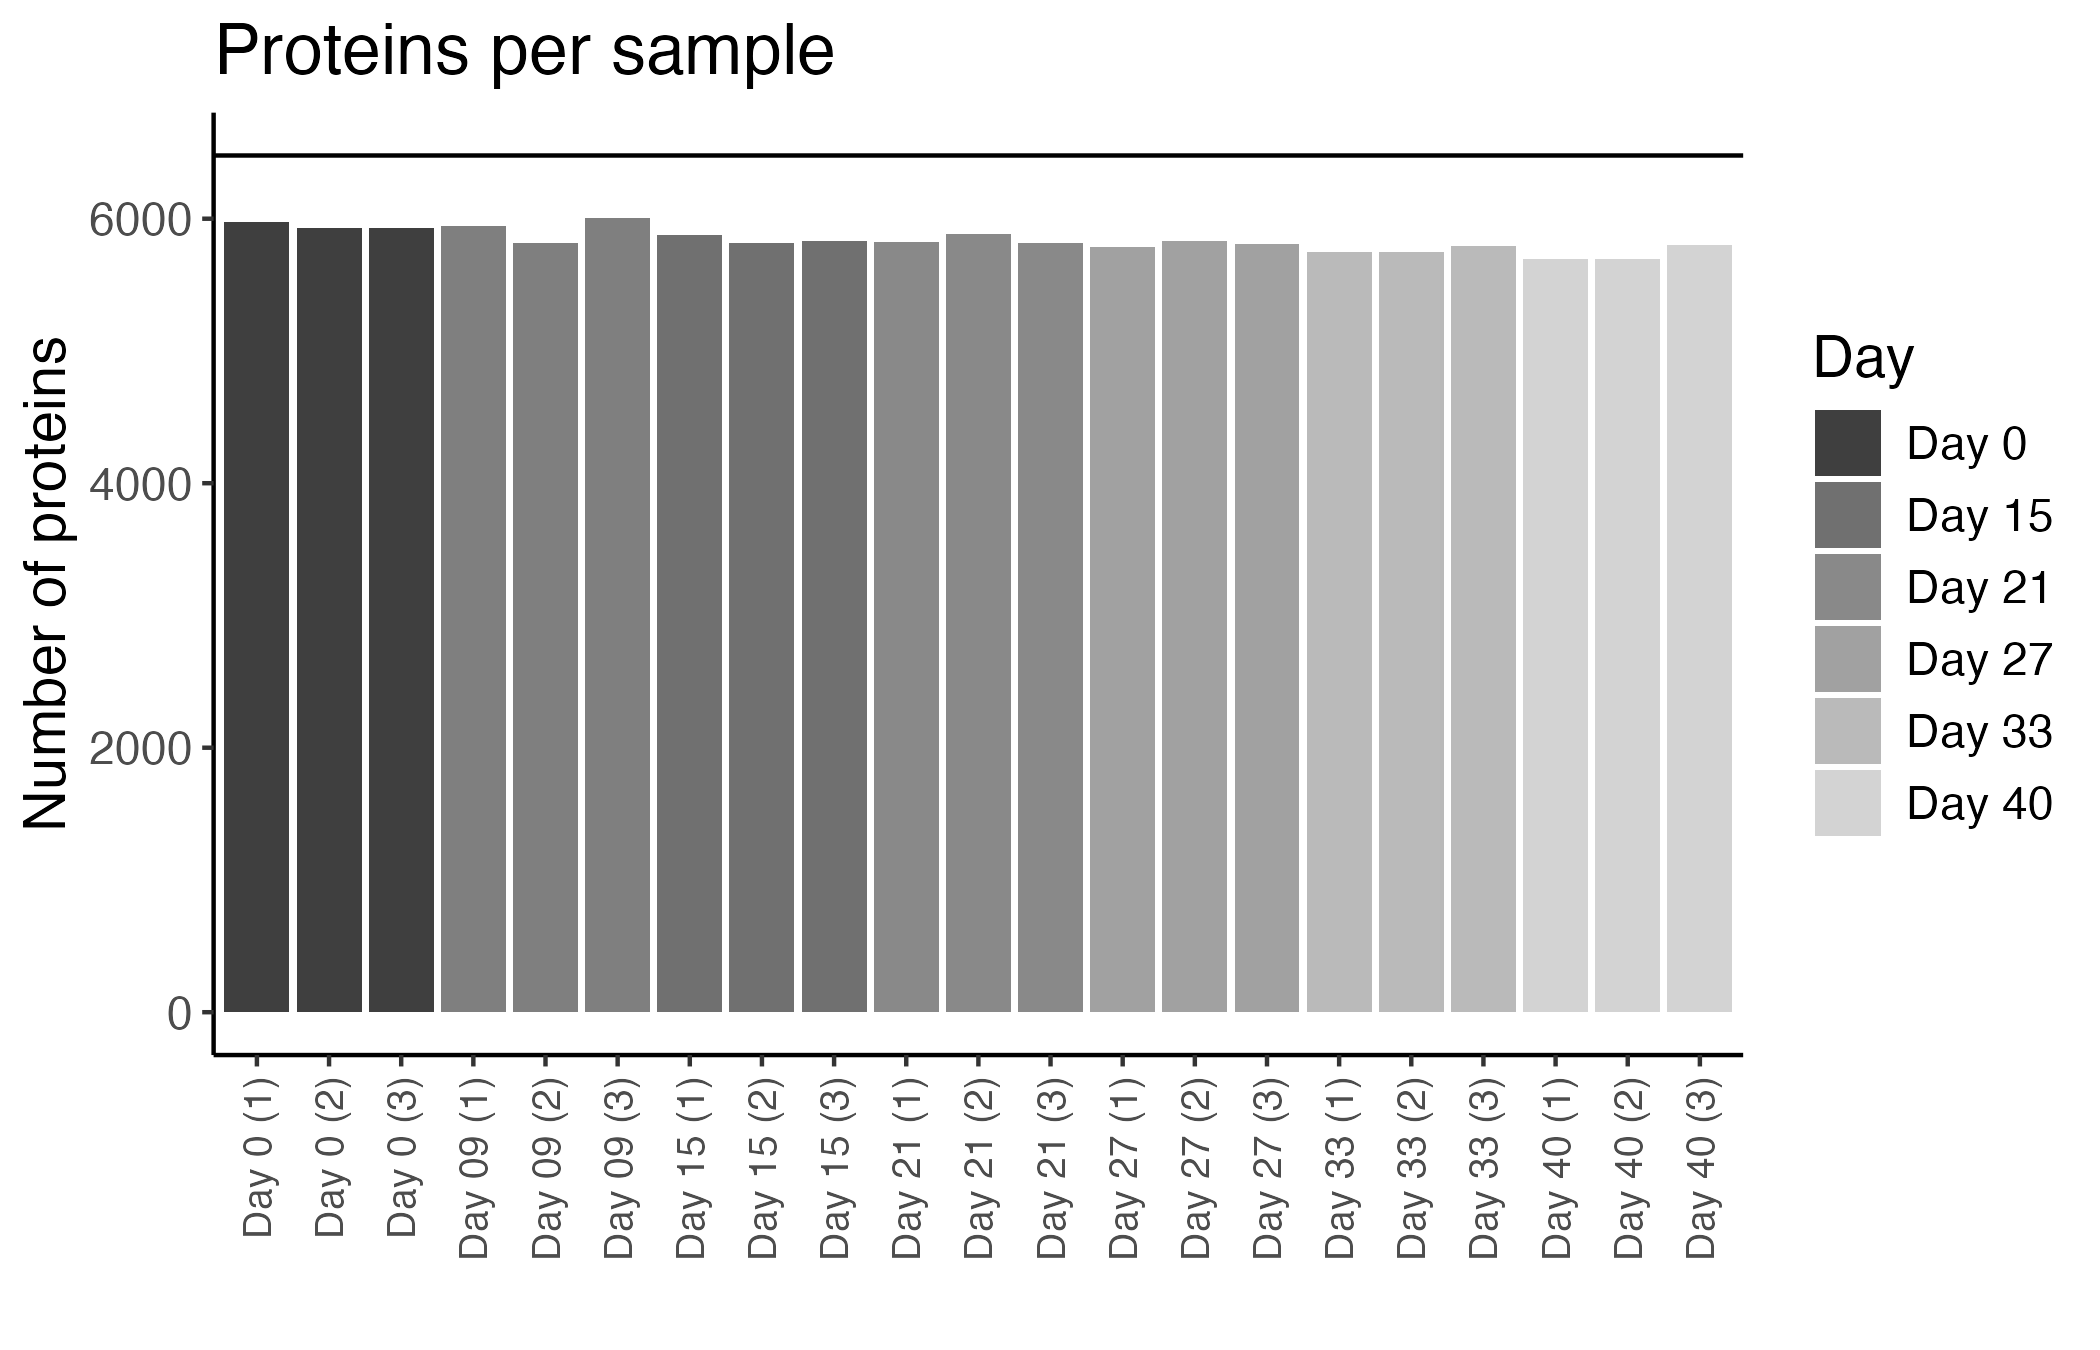 Proteins per sample
Number of proteins
6000
4000
2000
0
Day 0 (1)
Day 0 (2)
Day 0 (3)
Day 09 (1)
Day 09 (2)
Day 09 (3)
Day 15 (1)
Day 15 (2)
Day 15 (3)
Day 21 (1)
Day 21 (2)
Day 21 (3)
Day 27 (1)
Day 27 (2)
Day 27 (3)
Day 33 (1)
Day 33 (2)
Day 33 (3)
Day 40 (1)
Day 40 (2)
Day 40 (3)
Day
Day 0
Day 15
Day 21
Day 27
Day 33
Day 40